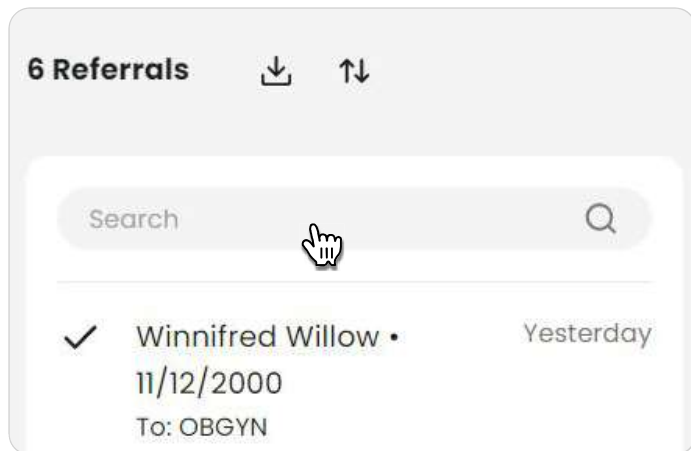 6 Referrals
Search
Winnifred Willow •
Yesterday
11/12/2000
To: OBGYN